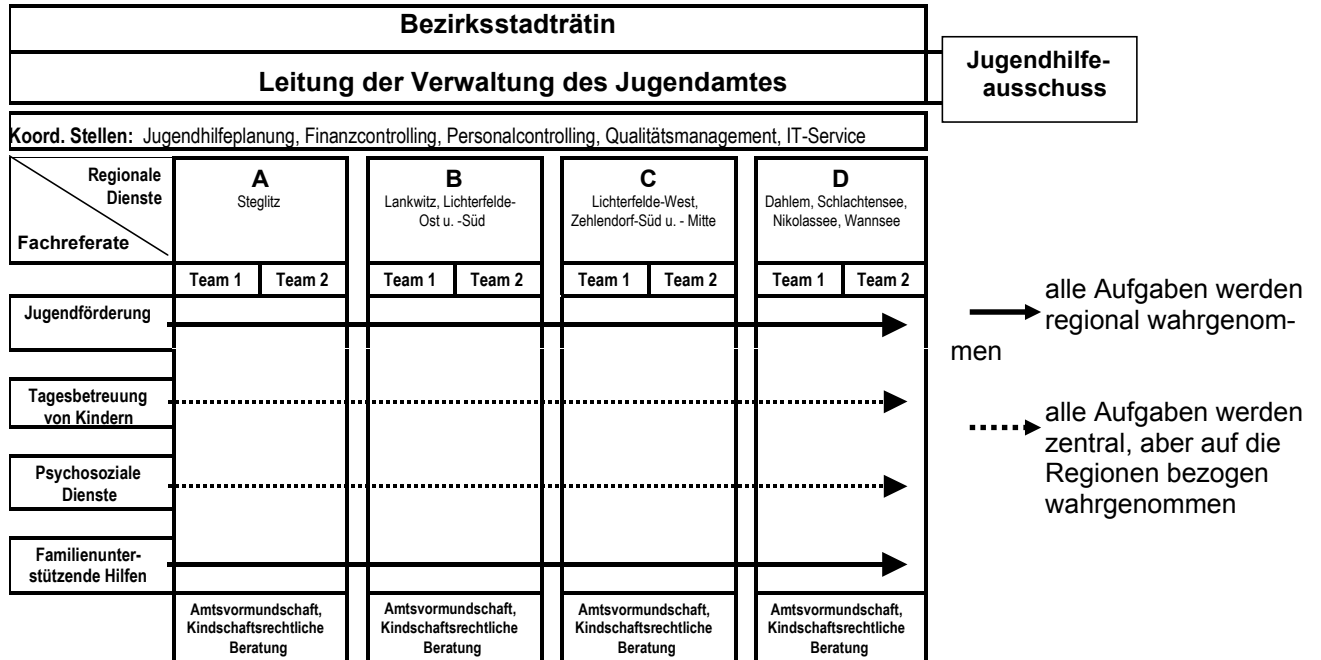 Bezirksstadträtin
Leitung der Verwaltung des Jugendamtes
Jugendhilfe-
ausschuss
Koord. Stellen: Jugendhilfeplanung, Finanzcontrolling, Personalcontrolling, Qualitätsmanagement, IT-Service
Regionale
Dienste
Fachreferate
A
Steglitz
B
Lankwitz, Lichterfelde-
Ost u. -Süd
C
Lichterfelde-West,
Zehlendorf-Süd u. - Mitte
D
Dahlem, Schlachtensee,
Nikolassee, Wannsee
Team 1 Team 2 Team 1 Team 2 Team 1 Team 2 Team 1 Team 2
Jugendförderung
Tagesbetreuung
von Kindern
Psychosoziale
Dienste
Familienunter-
stützende Hilfen
Amtsvormundschaft,
Kindschaftsrechtliche
Beratung
Amtsvormundschaft,
Kindschaftsrechtliche
Beratung
Amtsvormundschaft,
Kindschaftsrechtliche
Beratung
Amtsvormundschaft,
Kindschaftsrechtliche
Beratung
alle Aufgaben werden
regional wahrgenom-
men
alle Aufgaben werden
zentral, aber auf die
Regionen bezogen
wahrgenommen